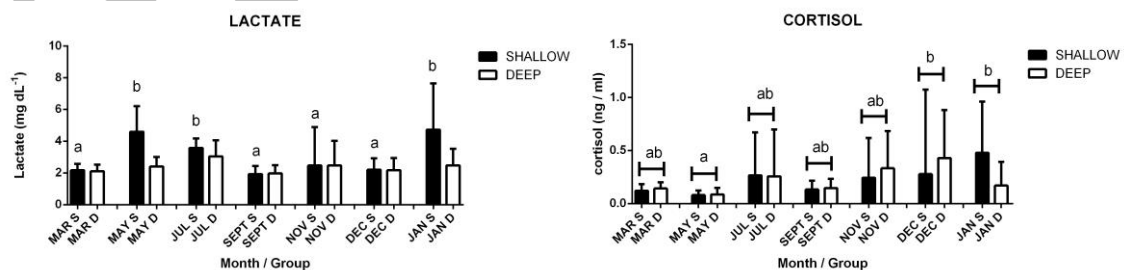 LACTATE
10
8
6
4
2
0
Lactate (mg dL-1)
a
b
b
a
a
a
b
SHALLOW
DEEP
MAR S
MAR D
MAY S
MAY D
JUL S
JUL D
SEPT S
SEPT D
NOV S
NOV D
DEC S
DEC D
JAN S
JAN D
Month / Group
CORTISOL
1.5
1.0
0.5
0.0
cortisol (ng / ml)
ab
a
ab
ab
ab
b
b
SHALLOW
DEEP
MAR S
MAR D
MAY S
MAY D
JUL S
JUL D
SEPT S
SEPT D
NOV S
NOV D
DEC S
DEC D
JAN S
JAN D
Month / Group